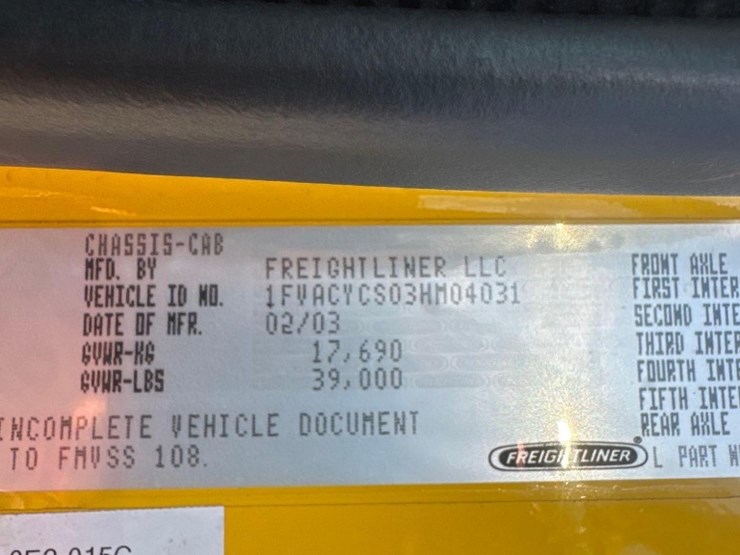 CHASSIS-CAB
MFD. BY FREIGHTLINER LLC
VEHICLE ID NO. 1FVACYCS03HM04031
DATE OF MFR. 02/03
GVWR-KG 17,690
GVWR-LBS 39,000
INCOMPLETE VEHICLE DOCUMENT
TO FMVSS 108.
FRONT AXLE
FIRST INTER
SECOND INTE
THIRD INTER
FOURTH INTE
FIFTH INTE
REAR AXLE
FREIGHTLINER
L PART